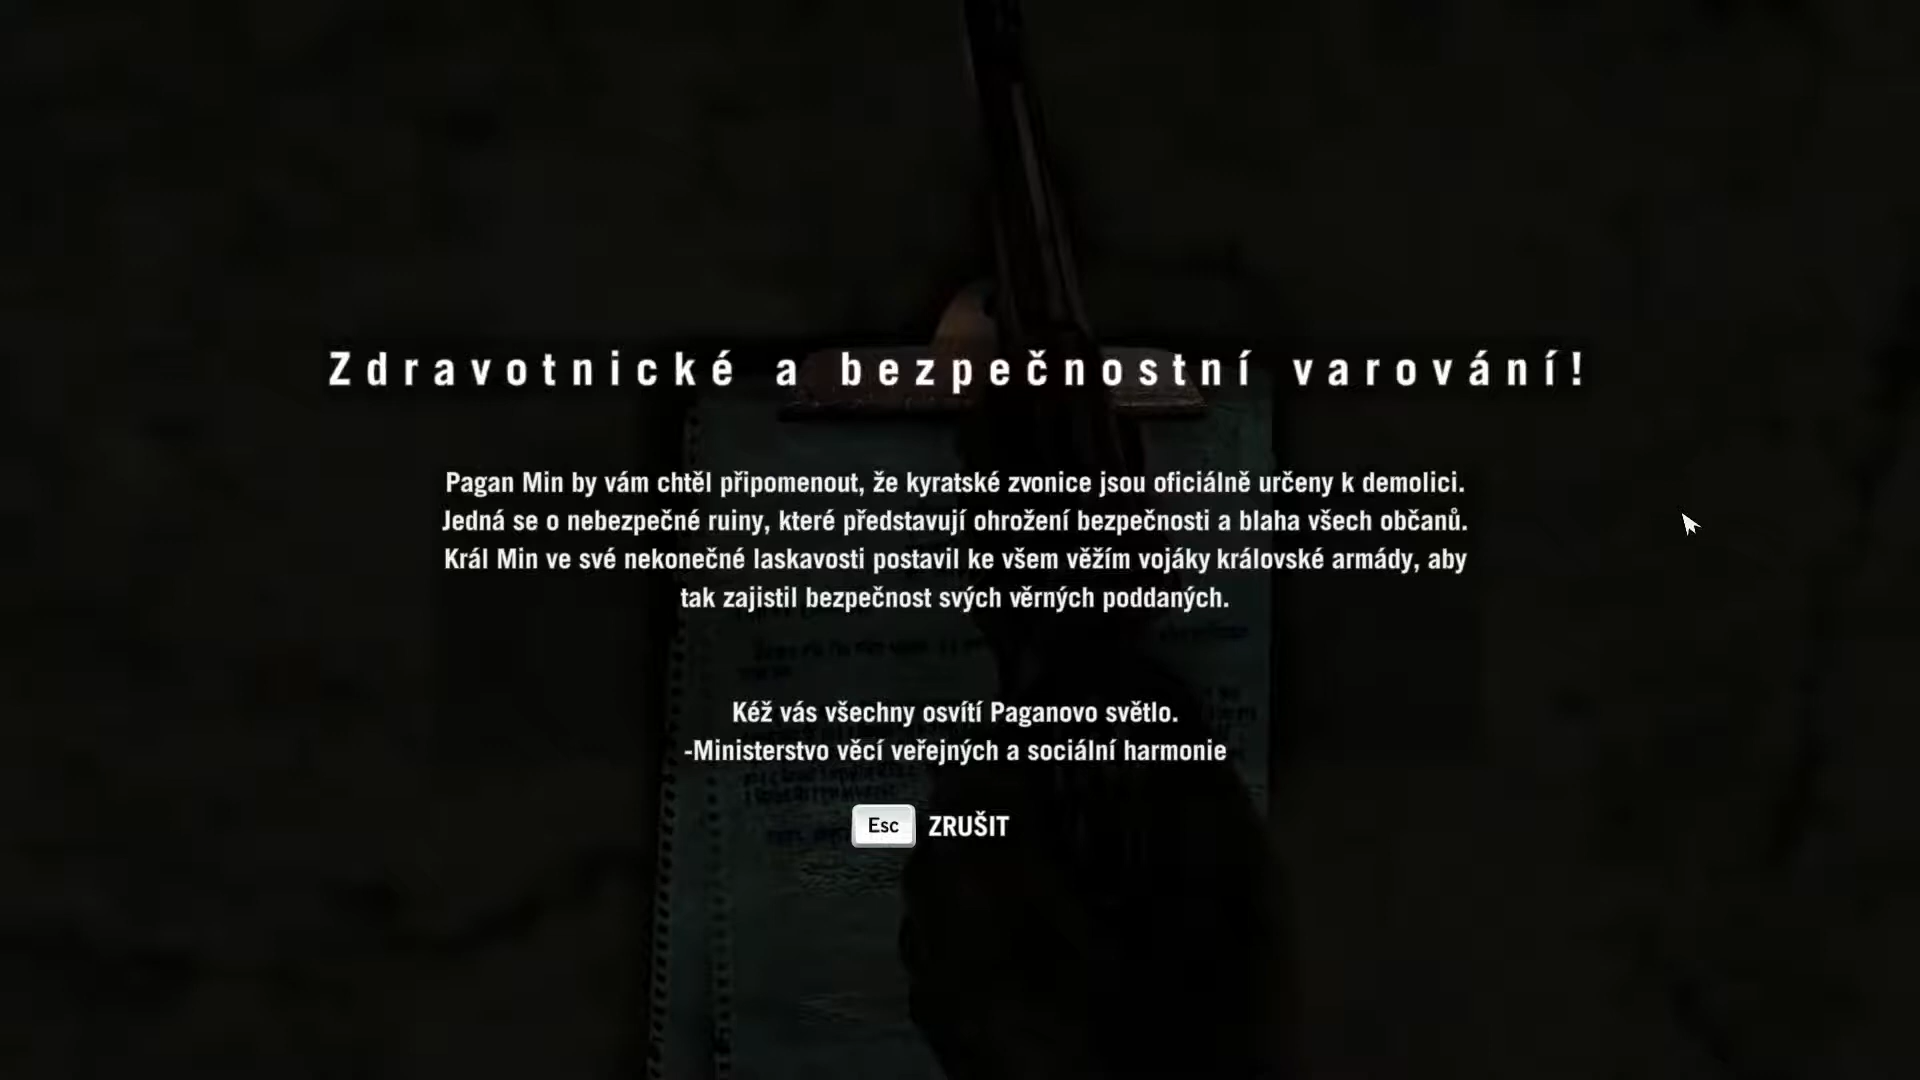 Zdravotnické a bezpečnostní varování!
Pagan Min by vám chtěl připomenout, že kyratské zvonice jsou oficiálně určeny k demolici.
Jedná se o nebezpečné ruiny, které představují ohrožení bezpečnosti a blaha všech občanů.
Král Min ve své nekonečné laskavosti postavil ke všem věžím vojáky královské armády, aby
tak zajistil bezpečnost svých věrných poddaných.
Kéž vás všechny osvítí Paganovo světlo.
-Ministerstvo věcí veřejných a sociální harmonie
Esc ZRUŠIT